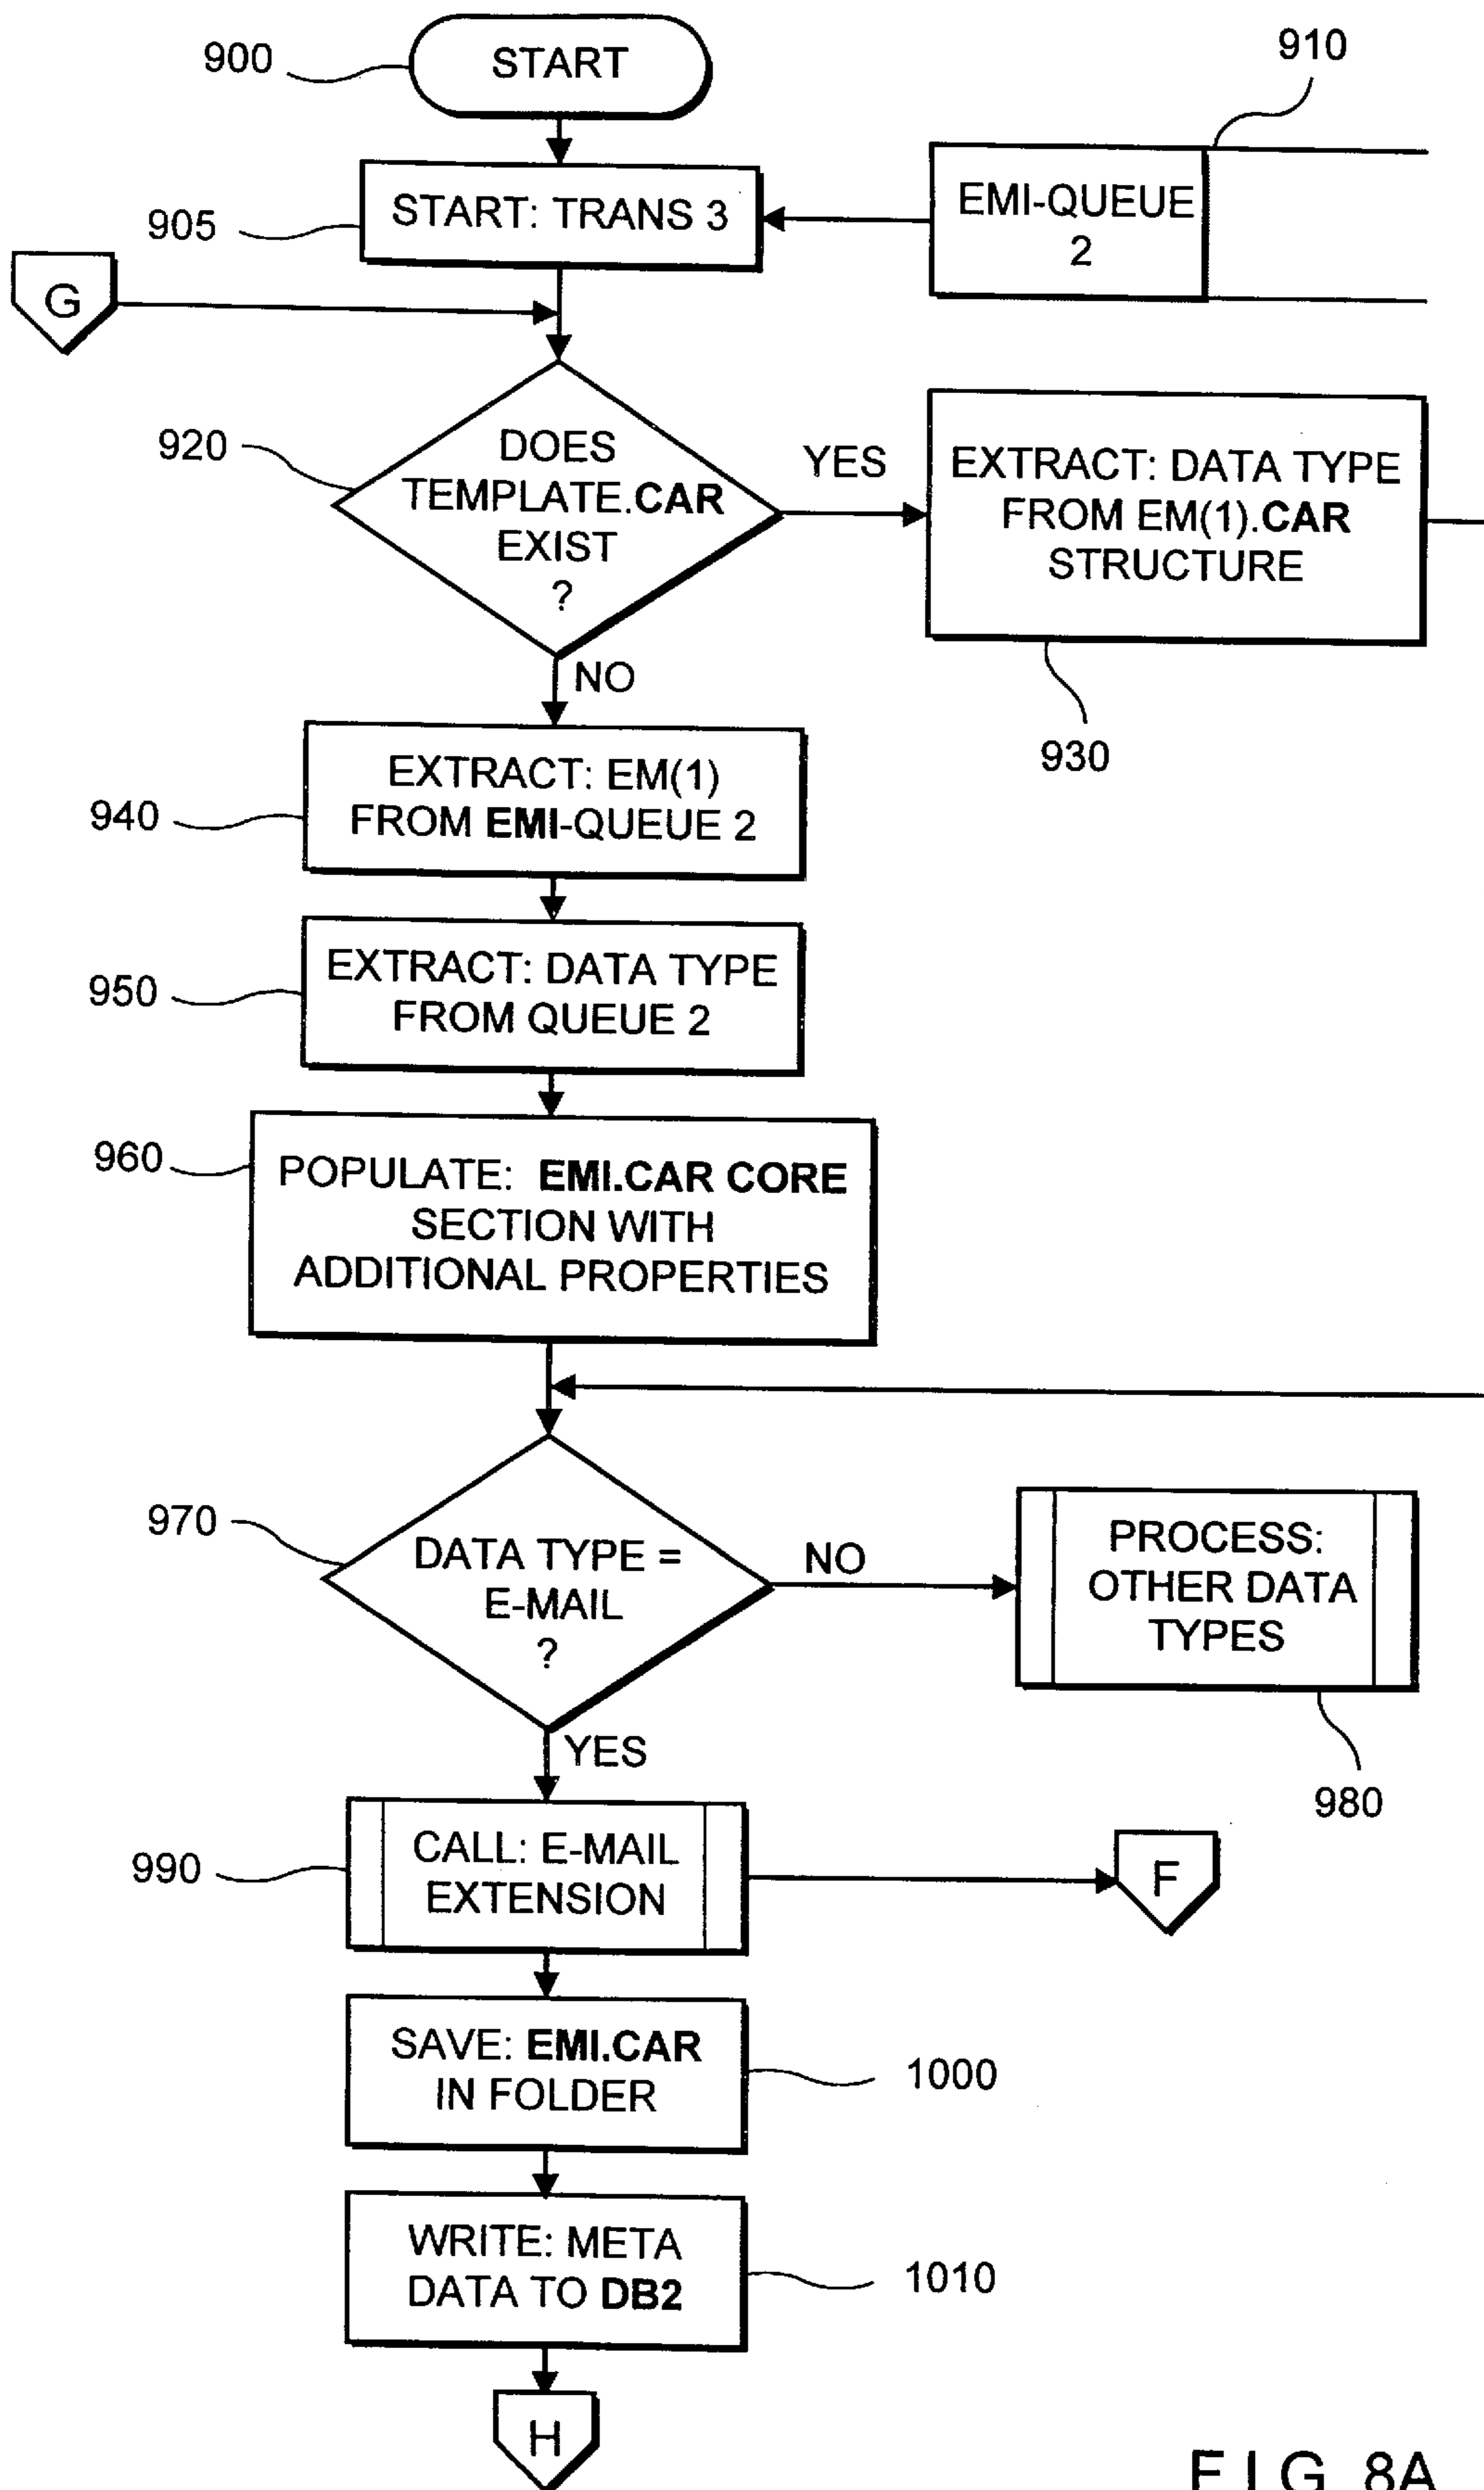 900
START
910
905
START: TRANS 3
EMI-QUEUE
2
G
920
DOES
TEMPLATE.CAR
EXIST
?
YES
EXTRACT: DATA TYPE
FROM EM(1).CAR
STRUCTURE
930
NO
940
EXTRACT: EM(1)
FROM EMI-QUEUE 2
950
EXTRACT: DATA TYPE
FROM QUEUE 2
960
POPULATE: EMI.CAR CORE
SECTION WITH
ADDITIONAL PROPERTIES
970
DATA TYPE =
E-MAIL
?
NO
PROCESS:
OTHER DATA
TYPES
980
YES
990
CALL: E-MAIL
EXTENSION
F
SAVE: EMI.CAR
IN FOLDER
1000
WRITE: META
DATA TO DB2
1010
H
FIG 8A